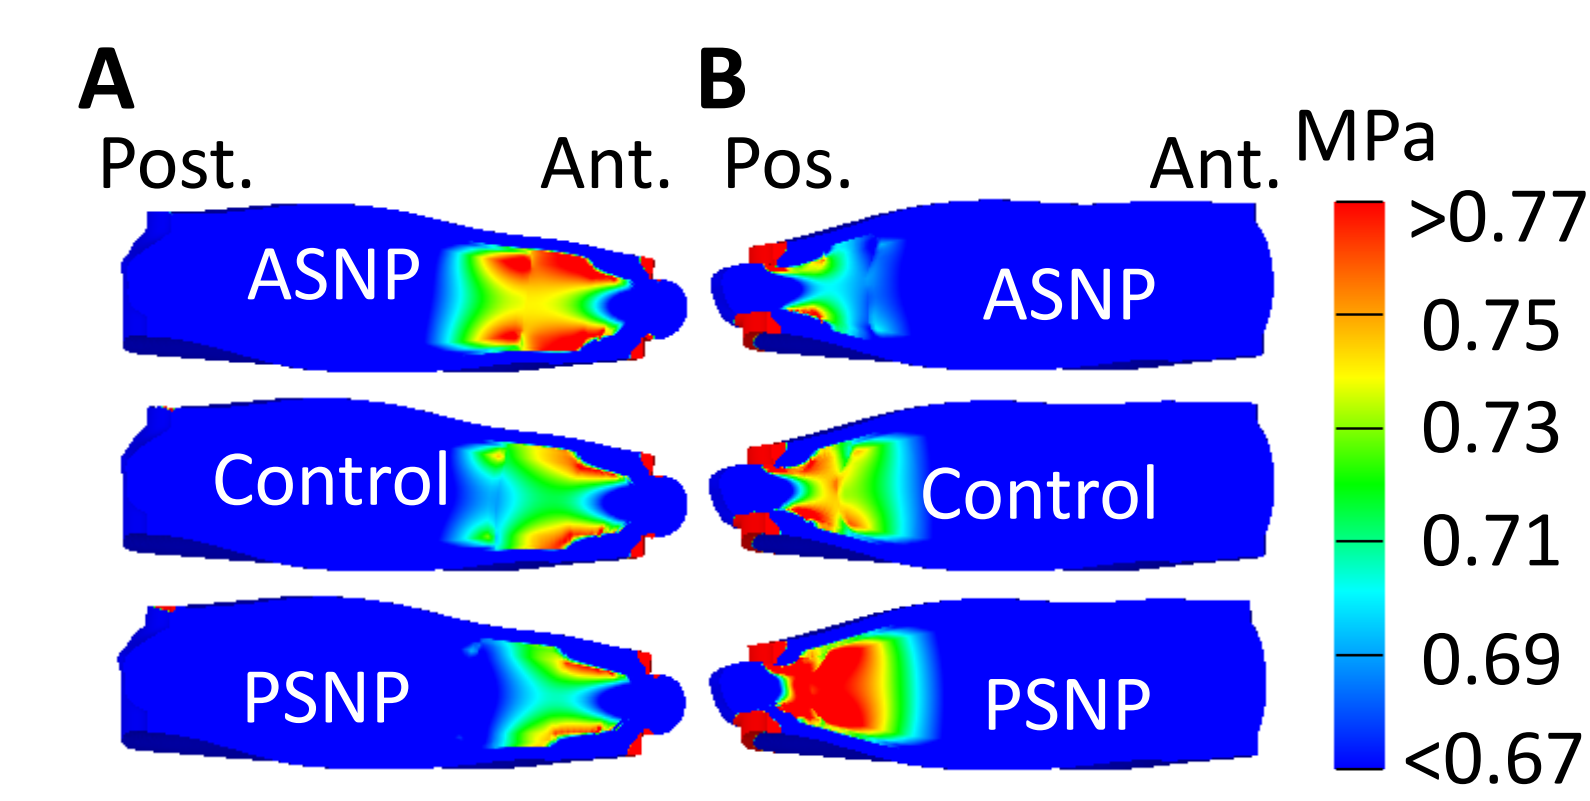 A
B
Post.
Ant.
Pos.
Ant.
MPa
ASNP
ASNP
Control
Control
PSNP
PSNP
>0.77
0.75
0.73
0.71
0.69
<0.67